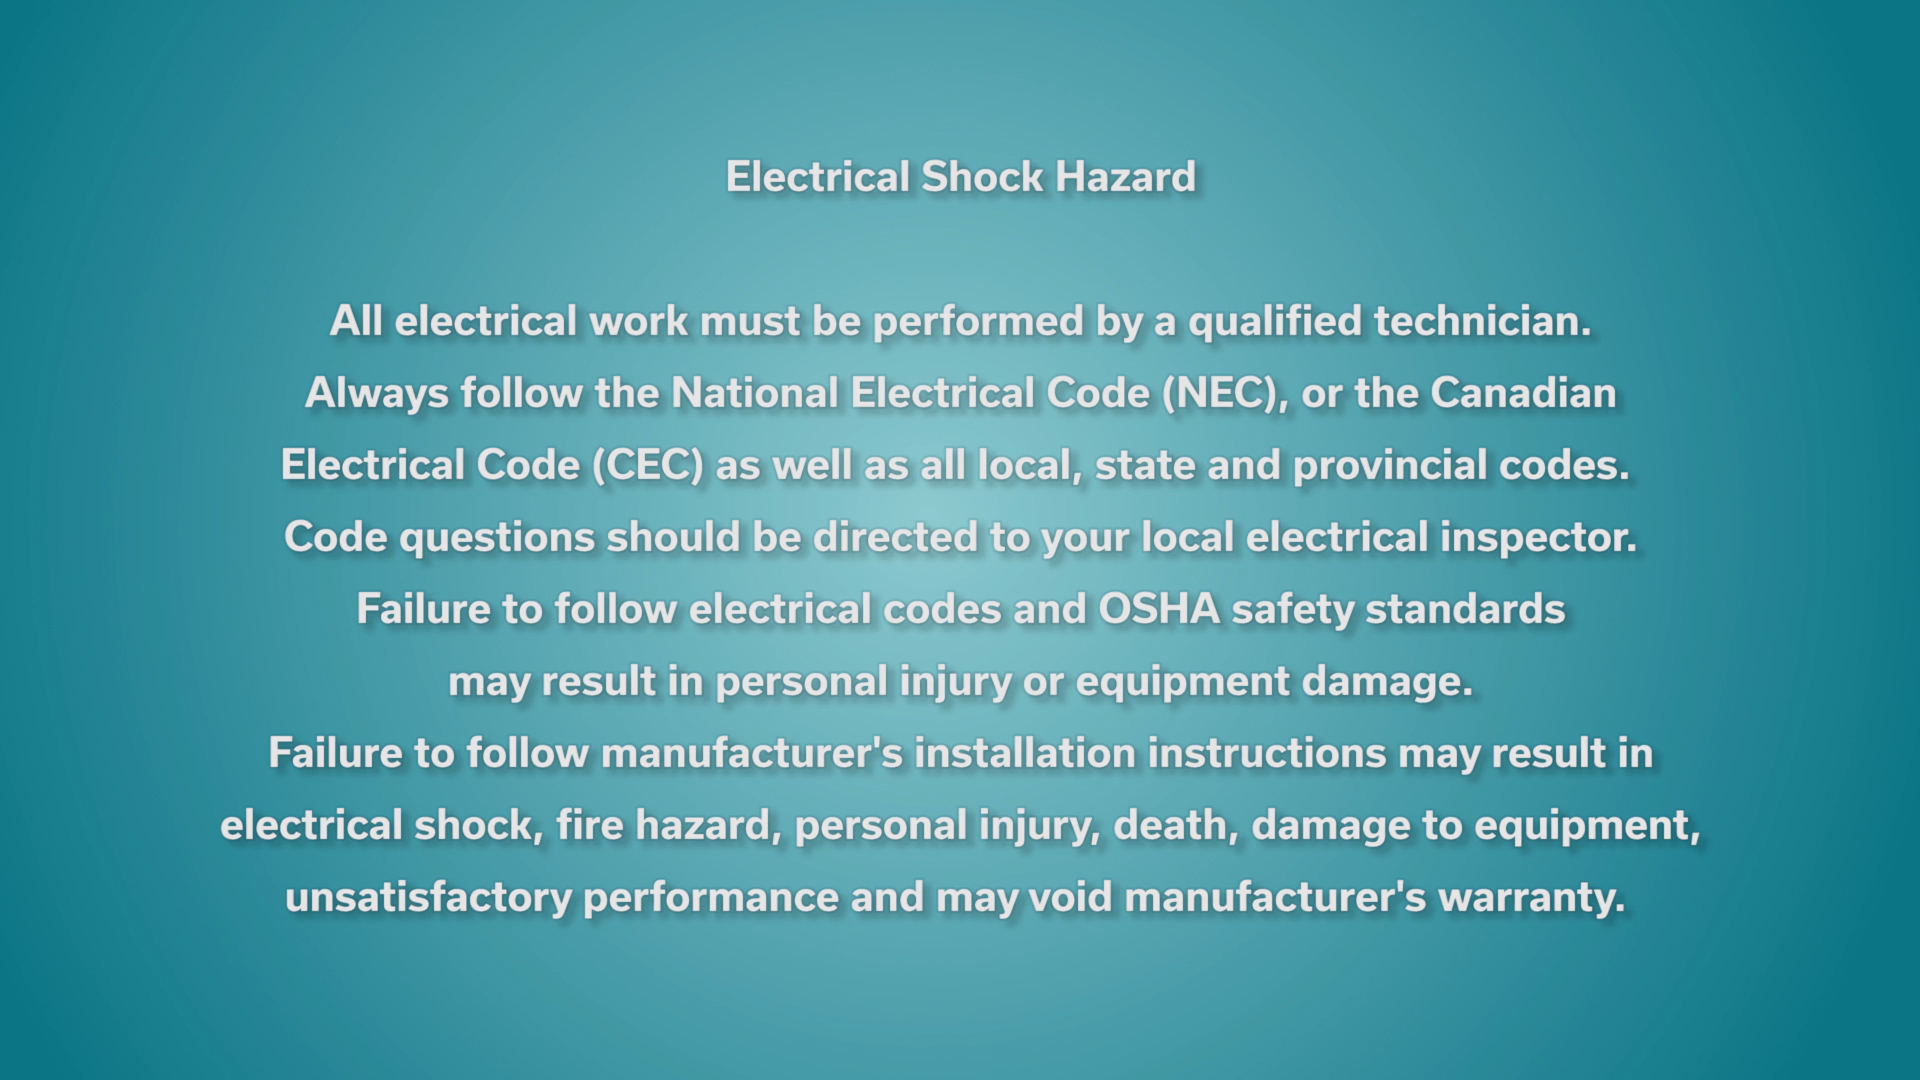 Electrical Shock Hazard
All electrical work must be performed by a qualified technician.
Always follow the National Electrical Code (NEC), or the Canadian
Electrical Code (CEC) as well as all local, state and provincial codes.
Code questions should be directed to your local electrical inspector.
Failure to follow electrical codes and OSHA safety standards
may result in personal injury or equipment damage.
Failure to follow manufacturer's installation instructions may result in
electrical shock, fire hazard, personal injury, death, damage to equipment,
unsatisfactory performance and may void manufacturer's warranty.